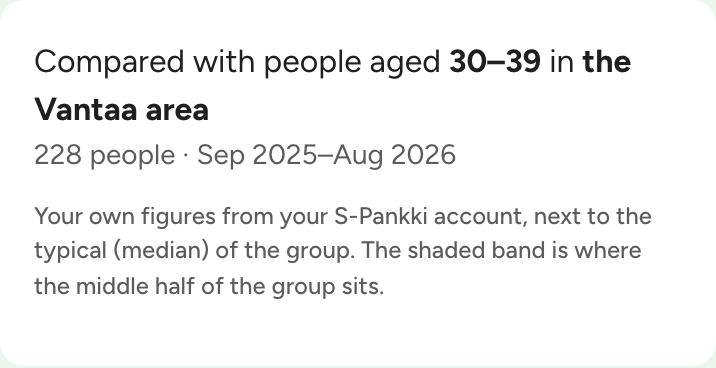 Compared with people aged 30–39 in the
Vantaa area
228 people · Sep 2025–Aug 2026
Your own figures from your S-Pankki account, next to the
typical (median) of the group. The shaded band is where
the middle half of the group sits.